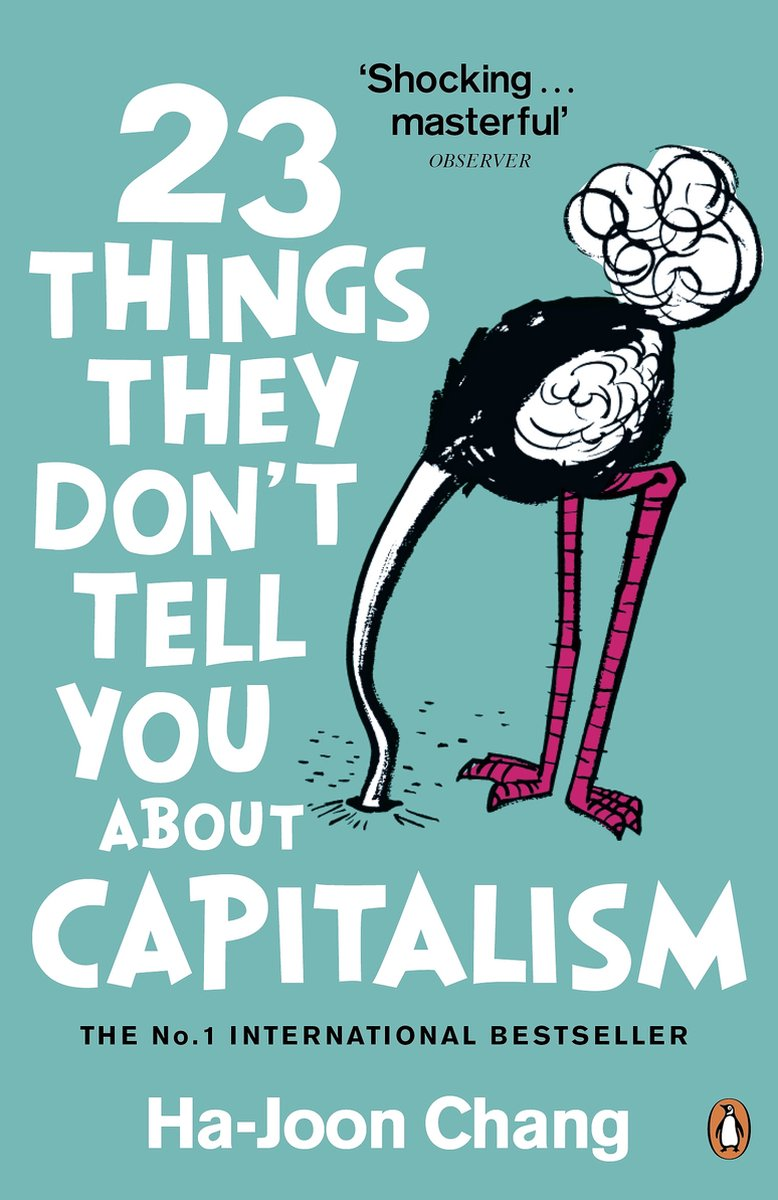 ‘Shocking...
masterful’
OBSERVER
23
THINGS
THEY
DON’T
TELL
YOU
ABOUT
CAPITALISM
THE No.1 INTERNATIONAL BESTSELLER
Ha-Joon Chang